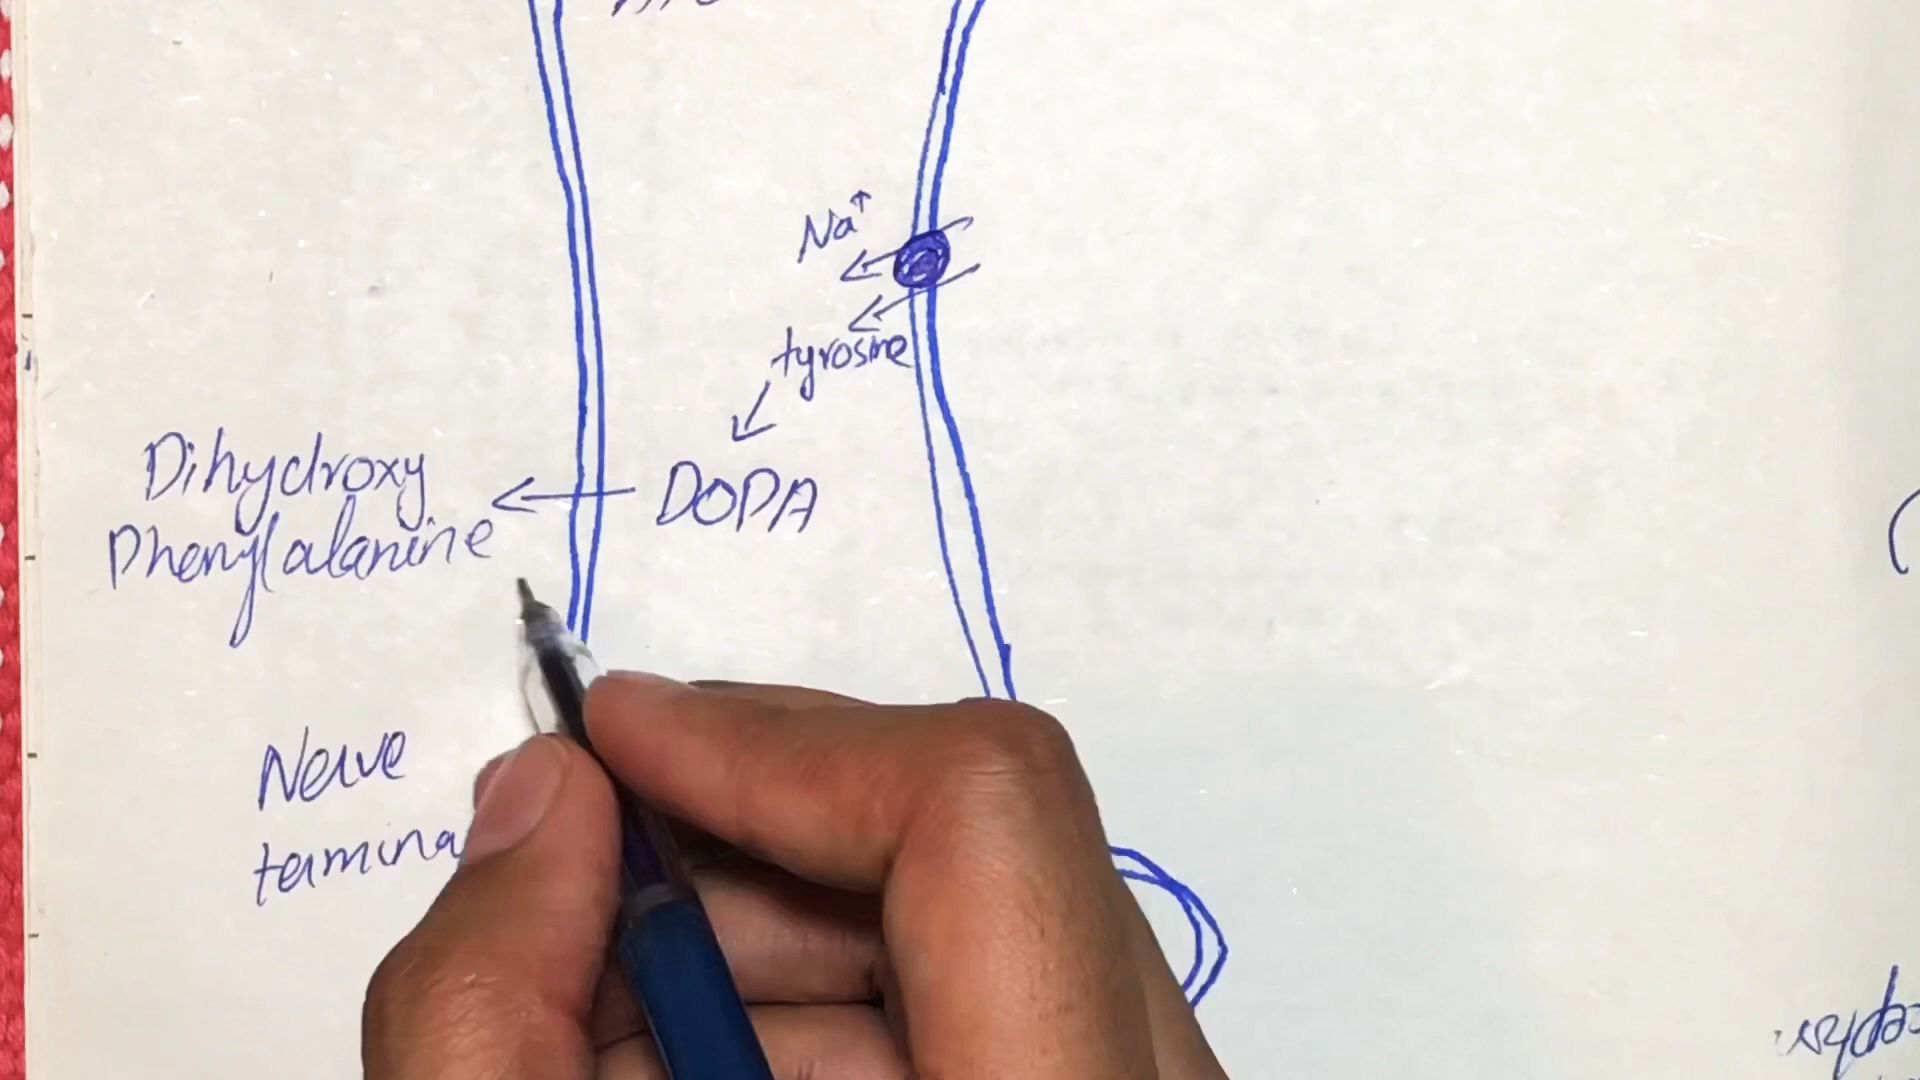 Na⁺
tyrosine
DOPA
Dihydroxy
Phenylalanine
Nerve
termina